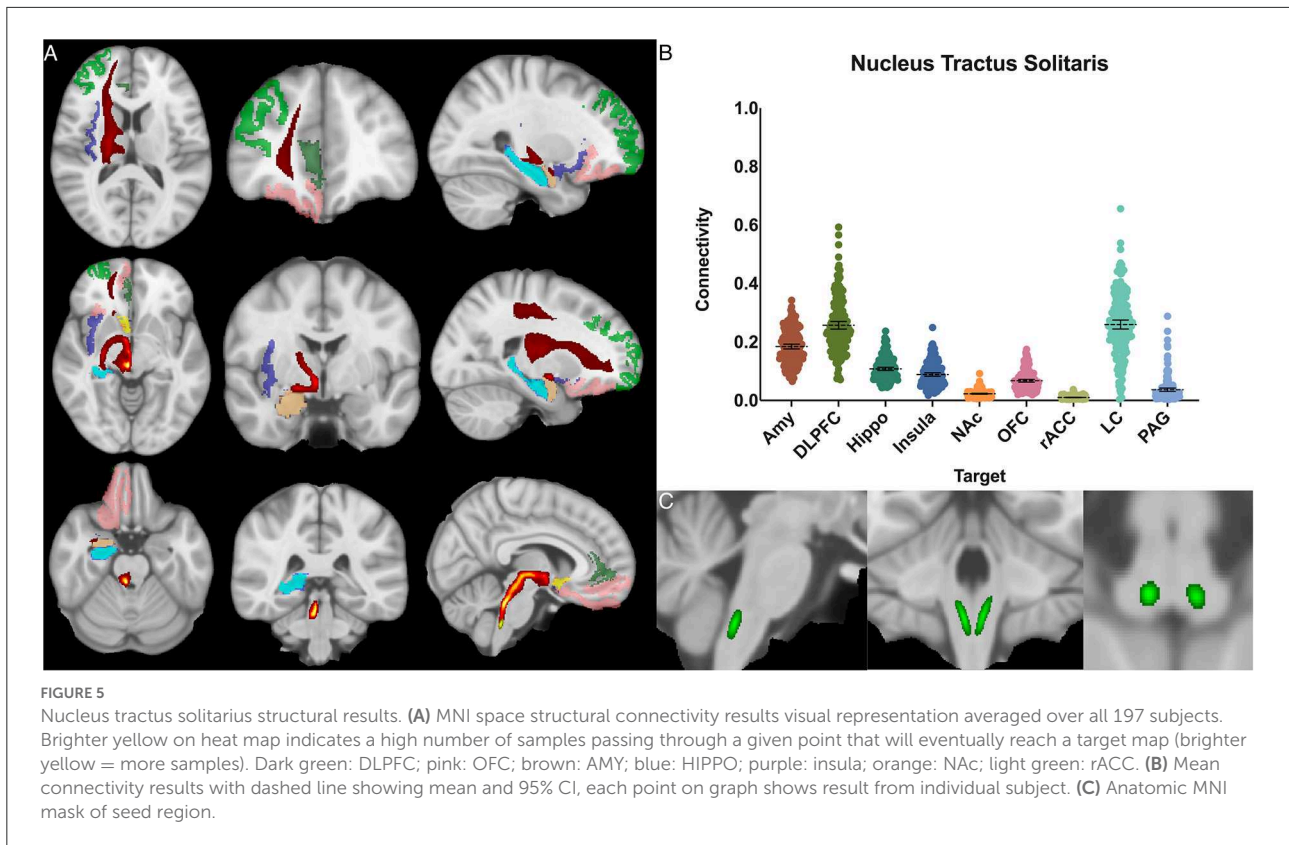 A
B
Nucleus Tractus Solitaris
1.0
0.8
0.6
0.4
0.2
0.0
Connectivity
Amy
DLPFC
Hippo
Insula
NAc
OFC
rACC
LC
PAG
Target
C
FIGURE 5
Nucleus tractus solitarius structural results. (A) MNI space structural connectivity results visual representation averaged over all 197 subjects.
Brighter yellow on heat map indicates a high number of samples passing through a given point that will eventually reach a target map (brighter
yellow = more samples). Dark green: DLPFC; pink: OFC; brown: AMY; blue: HIPPO; purple: insula; orange: NAc; light green: rACC. (B) Mean
connectivity results with dashed line showing mean and 95% CI, each point on graph shows result from individual subject. (C) Anatomic MNI
mask of seed region.